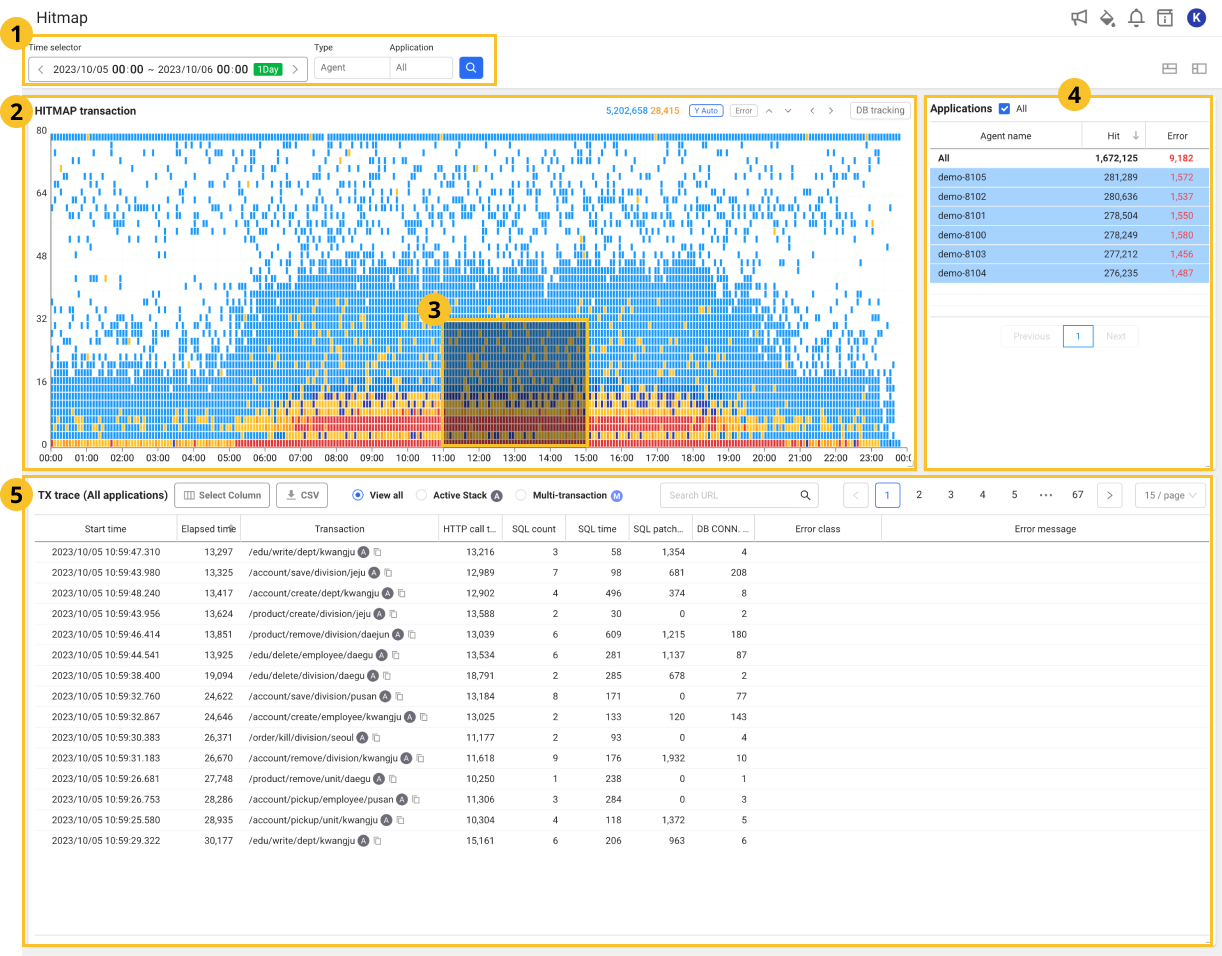 Hitmap
K
1
Time selector
Type
Application
2023/10/05 00:00 ~ 2023/10/06 00:00 1Day
Agent
All
2
HITMAP transaction
5,202,658 28,415
Y Auto
Error
DB tracking
80
64
48
32
16
0
00:00 01:00 02:00 03:00 04:00 05:00 06:00 07:00 08:00 09:00 10:00 11:00 12:00 13:00 14:00 15:00 16:00 17:00 18:00 19:00 20:00 21:00 22:00 23:00 00:(
3
4
Applications All
Agent name Hit Error
All 1,672,125 9,182
demo-8105 281,289 1,572
demo-8102 280,636 1,537
demo-8101 278,504 1,550
demo-8100 278,249 1,580
demo-8103 277,212 1,456
demo-8104 276,235 1,487
Previous 1 Next
5
TX trace (All applications) Select Column CSV View all Active Stack A Multi-transaction M Search URL 1 2 3 4 5 ••• 67 15 / page
Start time Elapsed time Transaction HTTP call t... SQL count SQL time SQL patch... DB CONN. ... Error class Error message
2023/10/05 10:59:47.310 13,297 /edu/write/dept/kwangju A 13,216 3 58 1,354 4
2023/10/05 10:59:43.980 13,325 /account/save/division/jeju A 12,989 7 98 681 208
2023/10/05 10:59:48.240 13,417 /account/create/dept/kwangju A 12,902 4 496 374 8
2023/10/05 10:59:43.956 13,624 /product/create/division/jeju A 13,588 2 30 0 2
2023/10/05 10:59:46.414 13,851 /product/remove/division/daejun A 13,039 6 609 1,215 180
2023/10/05 10:59:44.541 13,925 /edu/delete/employee/daegu A 13,534 6 281 1,137 87
2023/10/05 10:59:38.400 19,094 /edu/delete/division/daegu A 18,791 2 285 678 2
2023/10/05 10:59:32.760 24,622 /account/save/division/pusan A 13,184 8 171 0 77
2023/10/05 10:59:32.867 24,646 /account/create/employee/kwangju A 13,025 2 133 120 143
2023/10/05 10:59:30.383 26,371 /order/kill/division/seoul A 11,177 2 93 0 4
2023/10/05 10:59:31.183 26,670 /account/remove/division/kwangju A 11,618 9 176 1,932 10
2023/10/05 10:59:26.681 27,748 /product/remove/unit/daegu A 10,250 1 238 0 1
2023/10/05 10:59:26.753 28,286 /account/pickup/employee/pusan A 11,306 3 284 0 3
2023/10/05 10:59:25.580 28,935 /account/pickup/unit/kwangju A 10,304 4 118 1,372 5
2023/10/05 10:59:29.322 30,177 /edu/write/dept/kwangju A 15,161 6 206 963 6